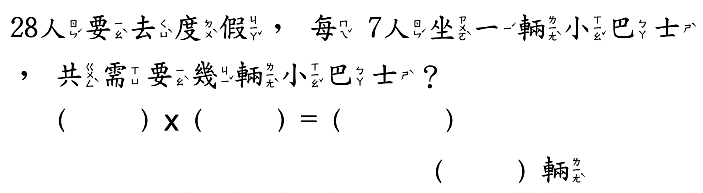 28人要去度假，每7人坐一輛小巴士
，共需要幾輛小巴士？
(　　)x(　　)=(　　　)
(　　)輛